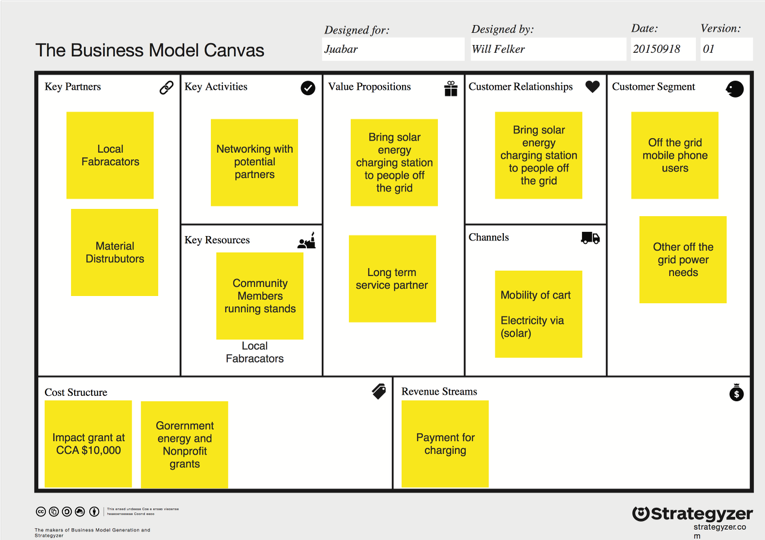 The Business Model Canvas
Designed for:
Juabar
Designed by:
Will Felker
Date:
20150918
Version:
01
Key Partners
Local
Fabracators
Material
Distrubutors
Key Activities
Networking with
potential
partners
Key Resources
Community
Members
running stands
Local
Fabracators
Value Propositions
Bring solar
energy
charging station
to people off
the grid
Long term
service partner
Customer Relationships
Bring solar
energy
charging station
to people off
the grid
Channels
Mobility of cart
Electricity via
(solar)
Customer Segment
Off the grid
mobile phone
users
Other off the
grid power
needs
Cost Structure
Impact grant at
CCA $10,000
Gorernment
energy and
Nonprofit
grants
Revenue Streams
Payment for
charging
The makers of Business Model Generation and
Strategyzer
Strategyzer
strategyzer.co
m